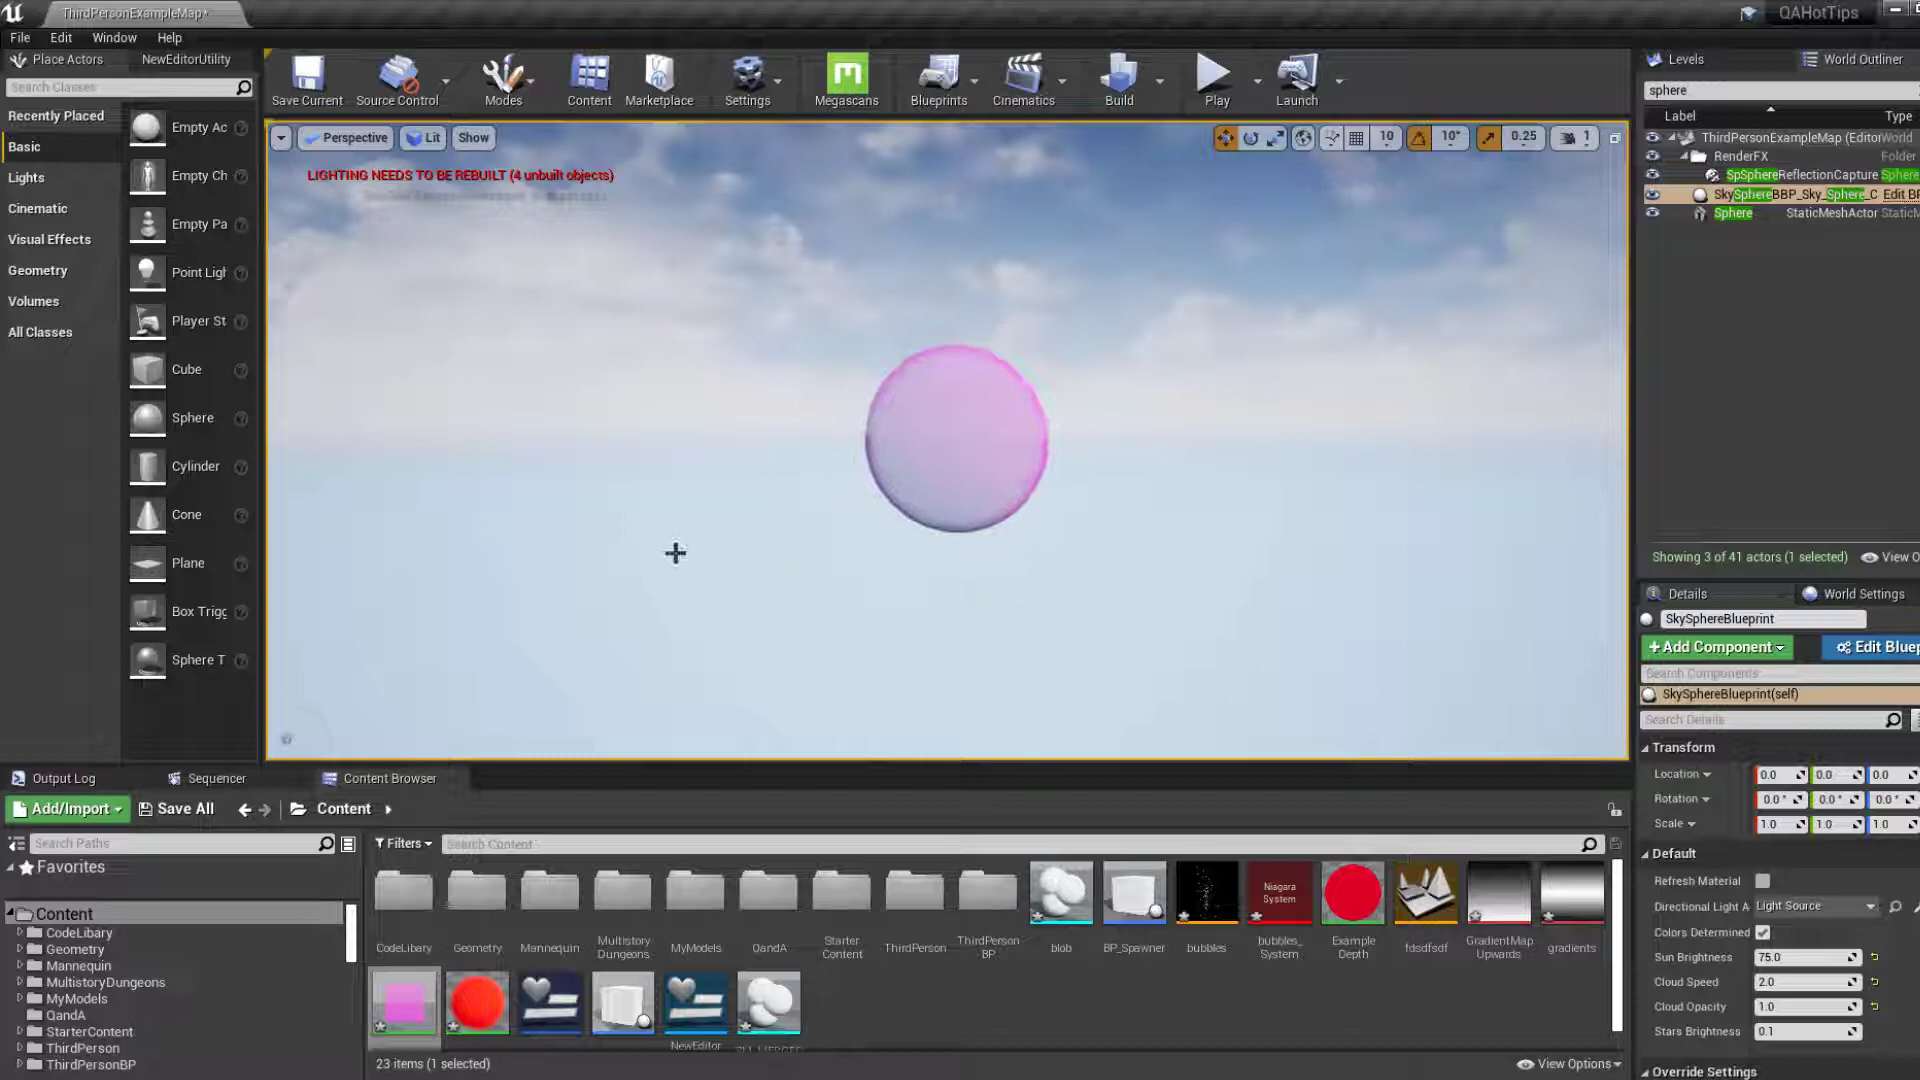 ThirdPersonExampleMap*
QAHotTips
File Edit Window Help
Place Actors
NewEditorUtility
Search Classes
Recently Placed
Basic
Lights
Cinematic
Visual Effects
Geometry
Volumes
All Classes
Empty Ac
Empty Ch
Empty Pa
Point Ligh
Player St
Cube
Sphere
Cylinder
Cone
Plane
Box Trigg
Sphere T
Save Current
Source Control
Modes
Content
Marketplace
Settings
Megascans
Blueprints
Cinematics
Build
Play
Launch
Perspective
Lit
Show
10
10°
0.25
1
LIGHTING NEEDS TO BE REBUILT (4 unbuilt objects)
Levels
World Outliner
sphere
Label
Type
ThirdPersonExampleMap (Editor World
RenderFX Folder
SpSphereReflectionCapture Sphere
SkySphereBBP_Sky_Sphere_C Edit BP
Sphere StaticMeshActor StaticM
Showing 3 of 41 actors (1 selected)
View O
Details
World Settings
SkySphereBlueprint
+Add Component
Edit Bluep
Search Components
SkySphereBlueprint(self)
Search Details
Transform
Location 0.0 0.0 0.0
Rotation 0.0° 0.0° 0.0°
Scale 1.0 1.0 1.0
Default
Refresh Material
Directional Light A Light Source
Colors Determined
Sun Brightness 75.0
Cloud Speed 2.0
Cloud Opacity 1.0
Stars Brightness 0.1
Override Settings
Output Log
Sequencer
Content Browser
Add/Import
Save All
Content
Search Paths
Filters
Search Content
Favorites
Content
CodeLibary
Geometry
Mannequin
MultistoryDungeons
MyModels
QandA
StarterContent
ThirdPerson
ThirdPersonBP
Niagara
System
CodeLibary
Geometry
Mannequin
Multistory
Dungeons
MyModels
QandA
Starter
Content
ThirdPerson
ThirdPerson
BP
blob
BP_Spawner
bubbles
bubbles_
System
Example
Depth
fdsdfsdf
GradientMap
Upwards
gradients
NewEditor
23 items (1 selected)
View Options